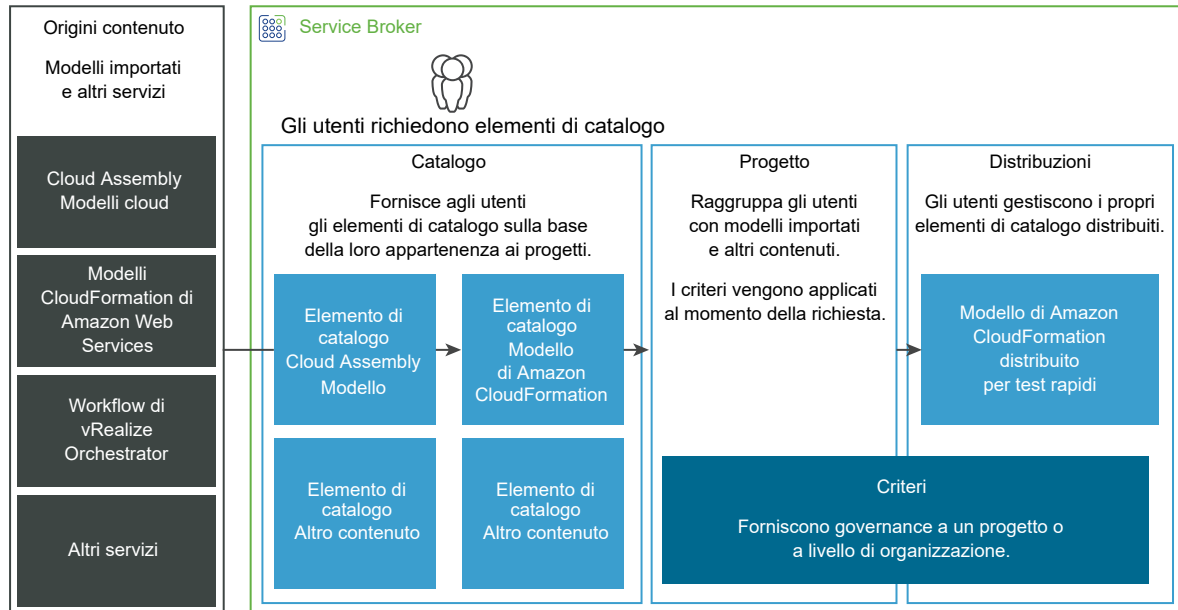 Origini contenuto
Modelli importati
e altri servizi
Cloud Assembly
Modelli cloud
Modelli
CloudFormation di
Amazon Web
Services
Workflow di
vRealize
Orchestrator
Altri servizi
Service Broker
Gli utenti richiedono elementi di catalogo
Catalogo
Fornisce agli utenti
gli elementi di catalogo sulla base
della loro appartenenza ai progetti.
Elemento di
catalogo
Cloud Assembly
Modello
Elemento di
catalogo
Modello
di Amazon
CloudFormation
Elemento di
catalogo
Altro contenuto
Elemento di
catalogo
Altro contenuto
Progetto
Raggruppa gli utenti
con modelli importati
e altri contenuti.
I criteri vengono applicati
al momento della richiesta.
Distribuzioni
Gli utenti gestiscono i propri
elementi di catalogo distribuiti.
Modello di Amazon
CloudFormation
distribuito
per test rapidi
Criteri
Forniscono governance a un progetto o
a livello di organizzazione.